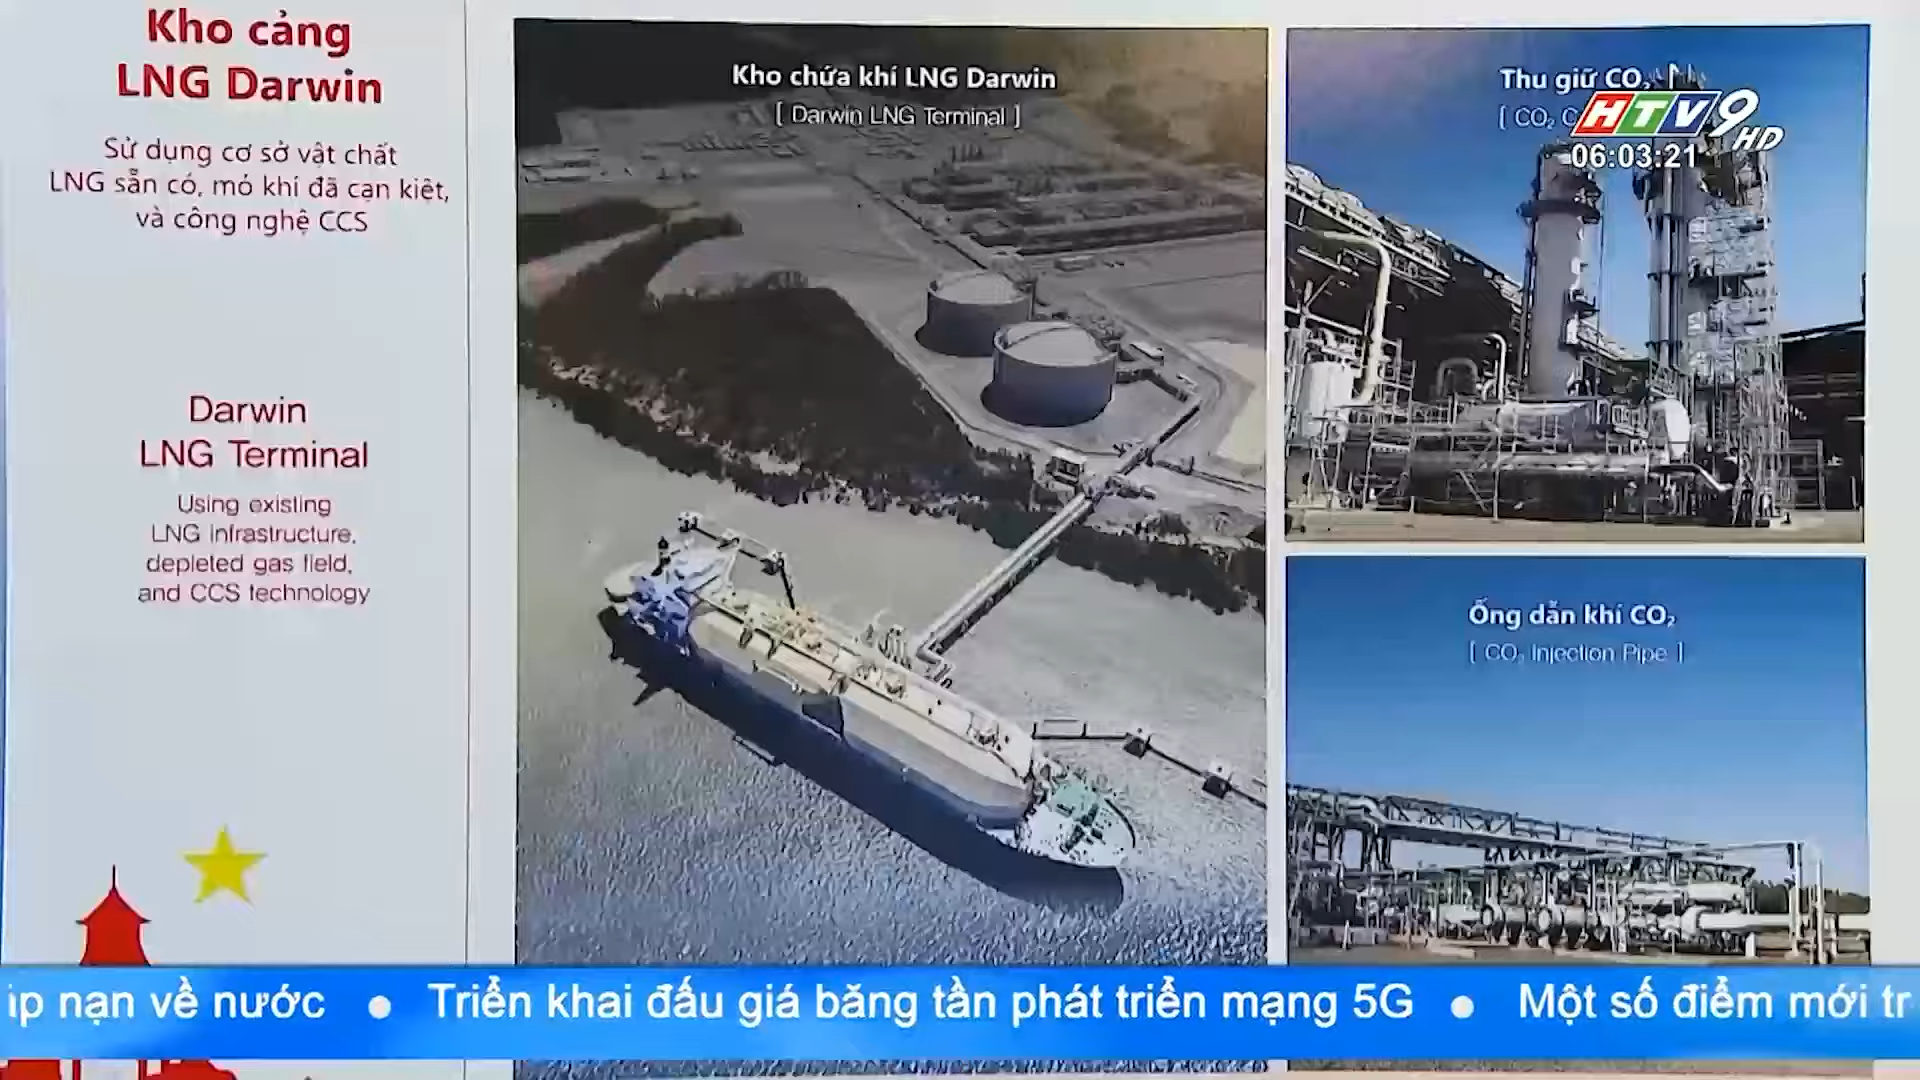 Kho cảng
LNG Darwin
Sử dụng cơ sở vật chất
LNG sẵn có, mỏ khí đã cạn kiệt,
và công nghệ CCS
Darwin
LNG Terminal
Using existing
LNG infrastructure,
depleted gas field,
and CCS technology
Kho chứa khí LNG Darwin
[ Darwin LNG Terminal ]
Thu giữ CO₂
[ CO₂
HTV9 HD
06:03:21
Ống dẫn khí CO₂
[ CO₂ Injection Pipe ]
ip nạn về nước • Triển khai đấu giá băng tần phát triển mạng 5G • Một số điểm mới tr